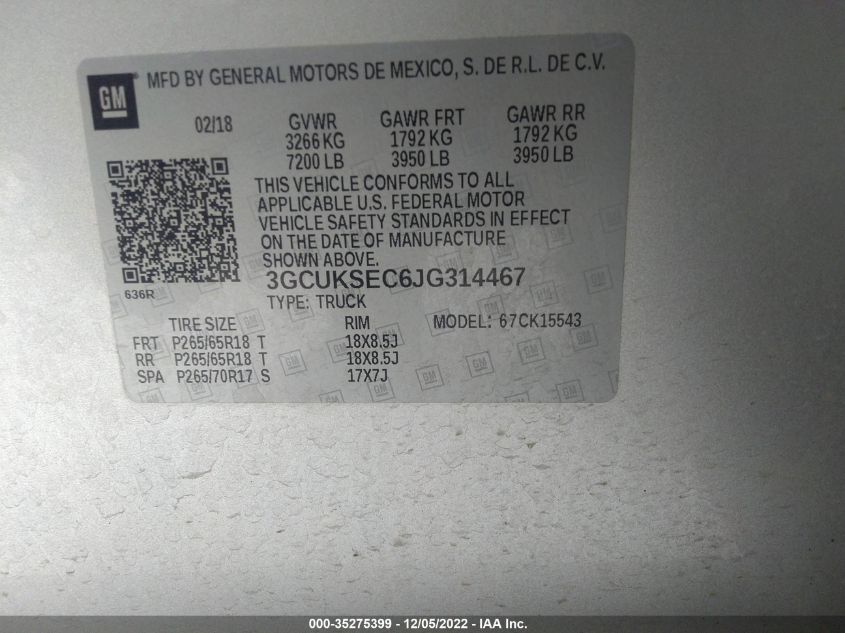 GM ® MFD BY GENERAL MOTORS DE MEXICO, S. DE R.L. DE C.V.
02/18 GVWR GAWR FRT GAWR RR
3266 KG 1792 KG 1792 KG
7200 LB 3950 LB 3950 LB
THIS VEHICLE CONFORMS TO ALL
APPLICABLE U.S. FEDERAL MOTOR
VEHICLE SAFETY STANDARDS IN EFFECT
ON THE DATE OF MANUFACTURE
SHOWN ABOVE.
636R
3GCUKSEC6JG314467
TYPE: TRUCK
TIRE SIZE RIM MODEL: 67CK15543
FRT P265/65R18 T 18X8.5J
RR P265/65R18 T 18X8.5J
SPA P265/70R17 S 17X7J
000-35275399 - 12/05/2022 - IAA Inc.